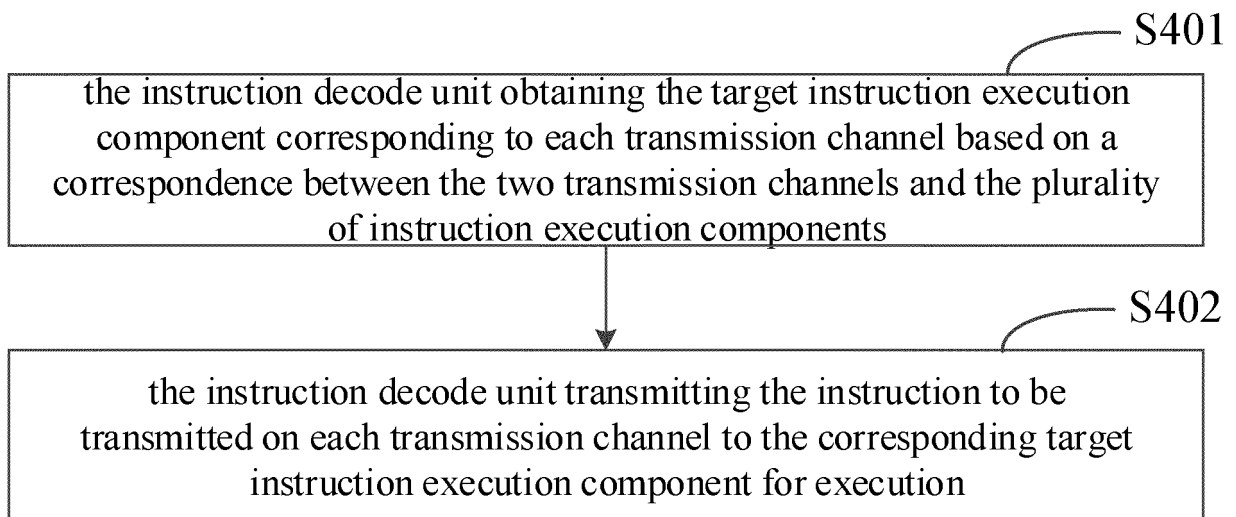 S401
the instruction decode unit obtaining the target instruction execution
component corresponding to each transmission channel based on a
correspondence between the two transmission channels and the plurality
of instruction execution components
S402
the instruction decode unit transmitting the instruction to be
transmitted on each transmission channel to the corresponding target
instruction execution component for execution